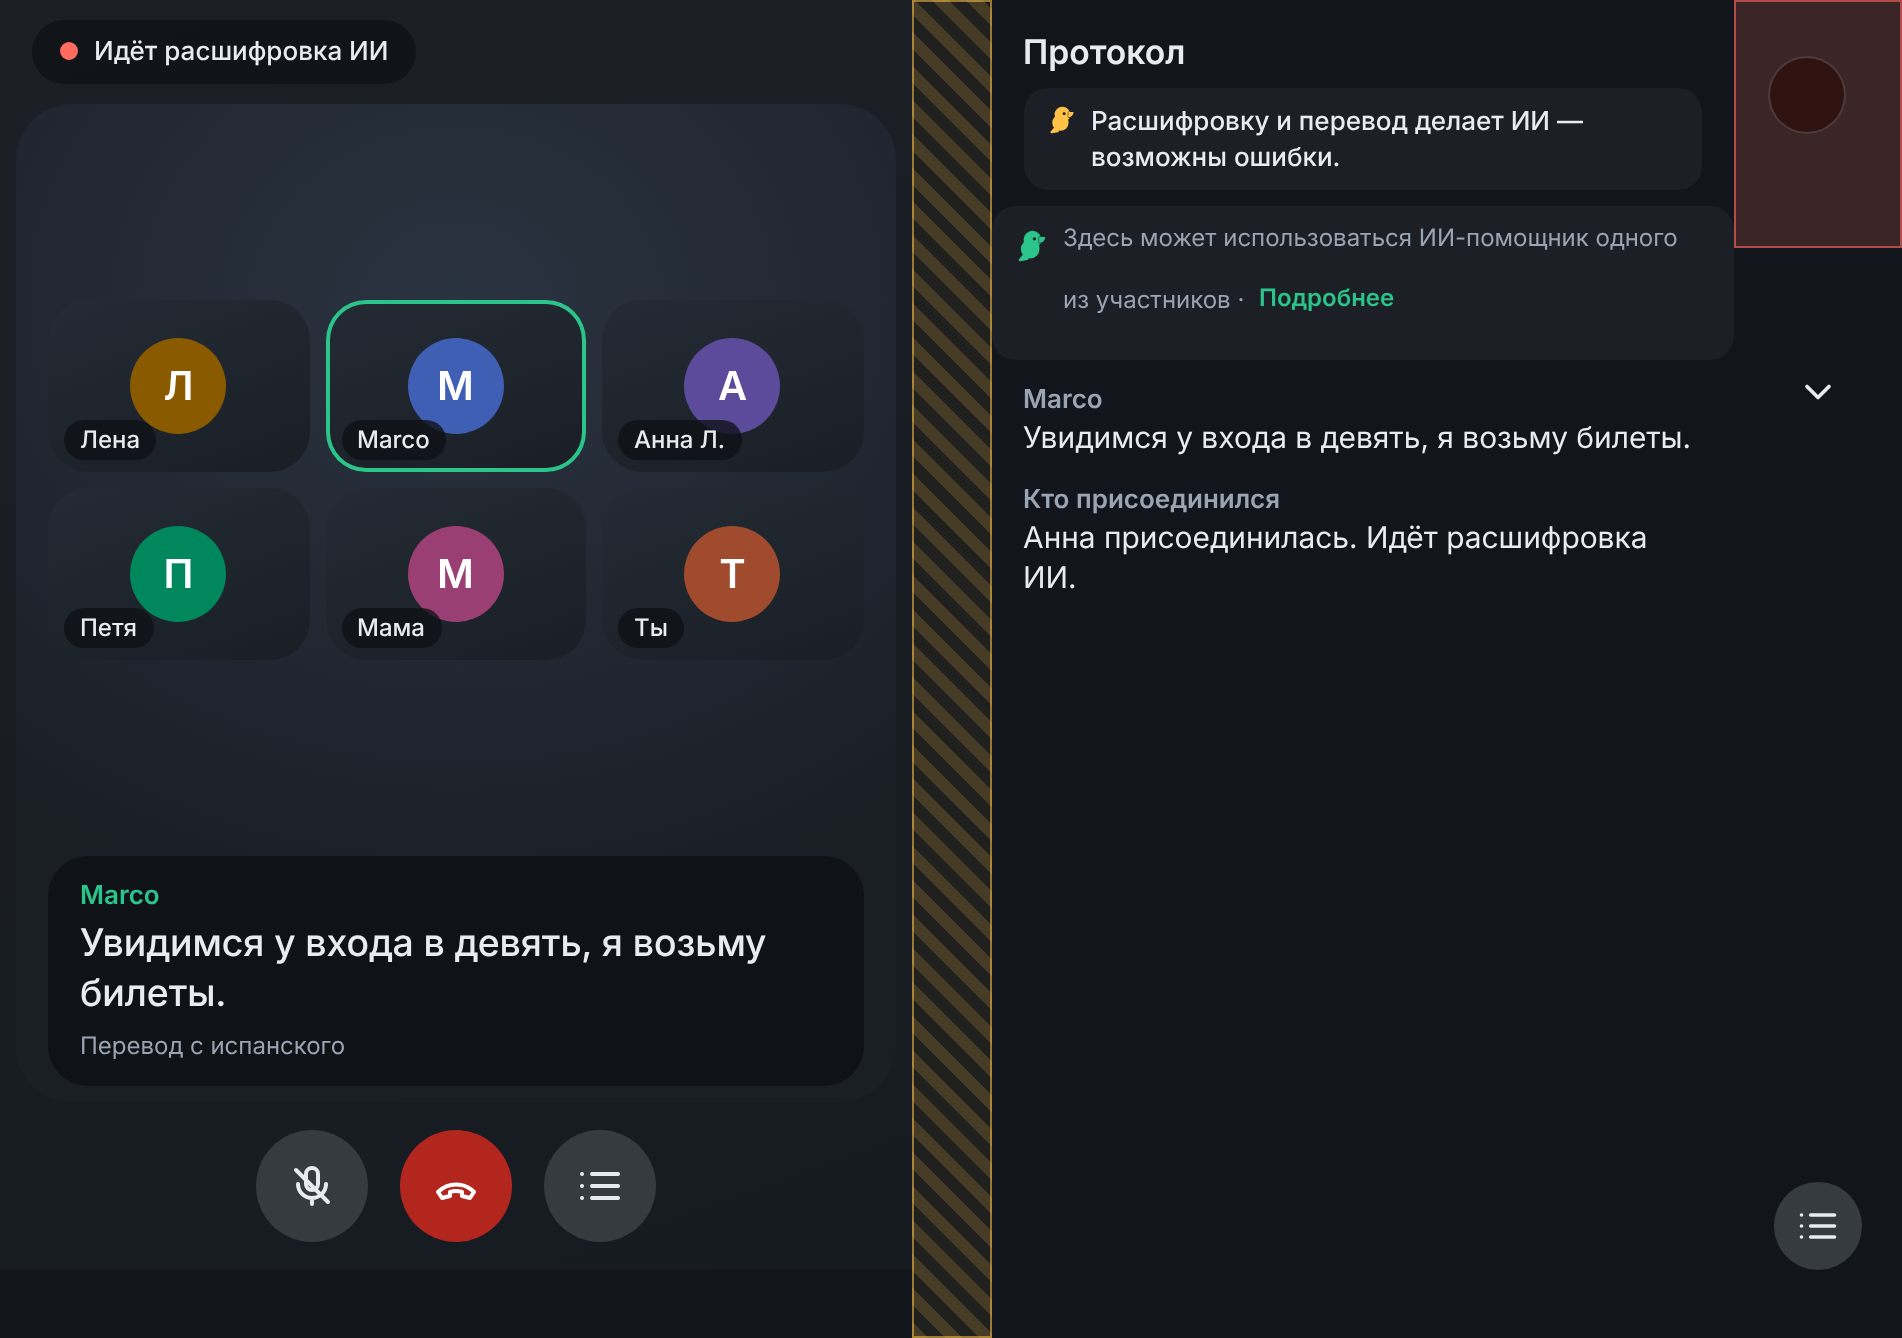 Идёт расшифровка ИИ
Л
Лена
М
Marco
А
Анна Л.
П
Петя
М
Мама
Т
Ты
Marco
Увидимся у входа в девять, я возьму
билеты.
Перевод с испанского
Протокол
Расшифровку и перевод делает ИИ —
возможны ошибки.
Здесь может использоваться ИИ-помощник одного
из участников · Подробнее
Marco
Увидимся у входа в девять, я возьму билеты.
Кто присоединился
Анна присоединилась. Идёт расшифровка
ИИ.